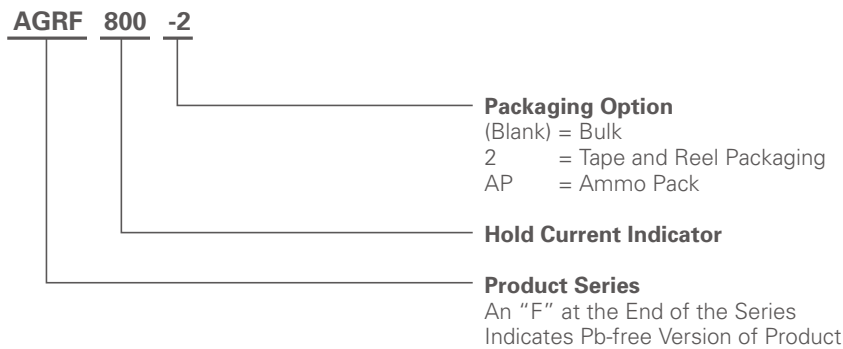 AGRF 800 -2
Packaging Option
(Blank) = Bulk
2 = Tape and Reel Packaging
AP = Ammo Pack
Hold Current Indicator
Product Series
An “F” at the End of the Series
Indicates Pb-free Version of Product